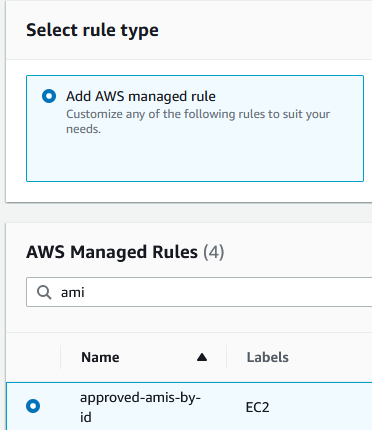 Select rule type
Add AWS managed rule
Customize any of the following rules to suit your
needs.
AWS Managed Rules (4)
ami
Name Labels
approved-amis-by-
id
EC2